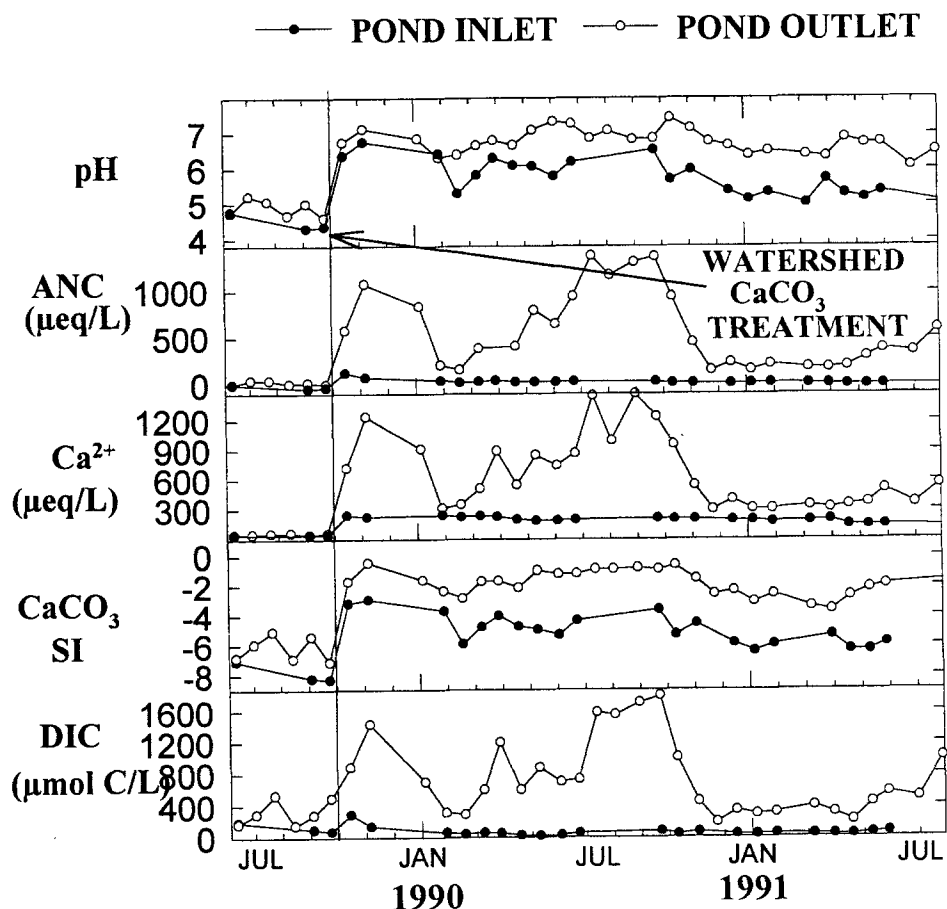 POND INLET POND OUTLET
pH
7
6
5
4
WATERSHED
CaCO₃
TREATMENT
ANC
(µeq/L)
1000
500
0
Ca²⁺
(µeq/L)
1200
900
600
300
CaCO₃
SI
0
-2
-4
-6
-8
DIC
(µmol C/L)
1600
1200
800
400
0
JUL JAN JUL JAN JUL
1990 1991